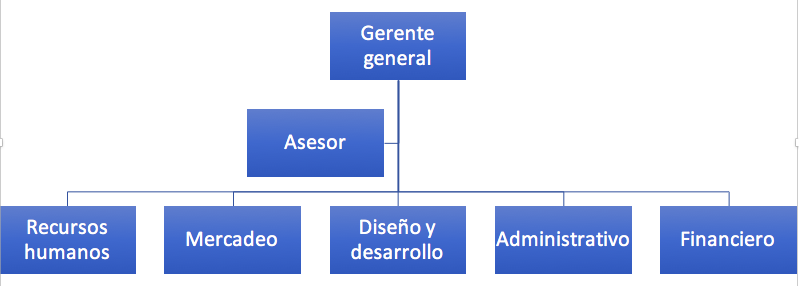 Gerente
general
Asesor
Recursos
humanos
Mercadeo
Diseño y
desarrollo
Administrativo
Financiero